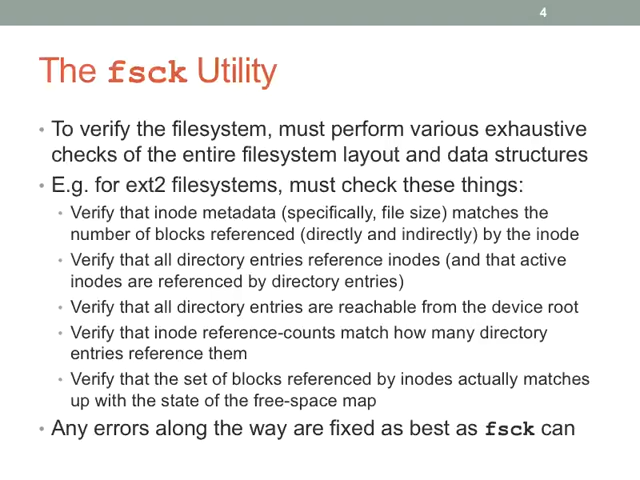 4
The fsck Utility
• To verify the filesystem, must perform various exhaustive
checks of the entire filesystem layout and data structures
• E.g. for ext2 filesystems, must check these things:
• Verify that inode metadata (specifically, file size) matches the
number of blocks referenced (directly and indirectly) by the inode
• Verify that all directory entries reference inodes (and that active
inodes are referenced by directory entries)
• Verify that all directory entries are reachable from the device root
• Verify that inode reference-counts match how many directory
entries reference them
• Verify that the set of blocks referenced by inodes actually matches
up with the state of the free-space map
• Any errors along the way are fixed as best as fsck can